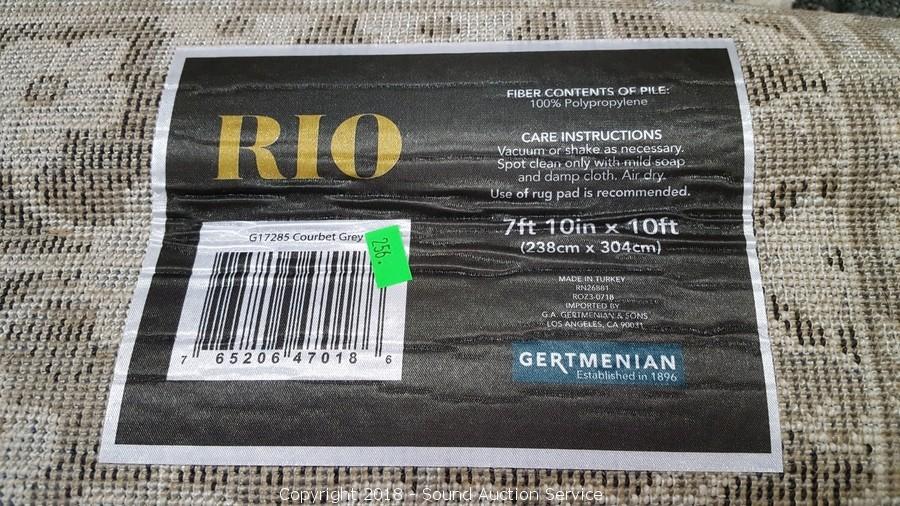 RIO
G17285 Courbet Grey
256.
7 65206 47018 6
FIBER CONTENTS OF PILE:
100% Polypropylene
CARE INSTRUCTIONS
Vacuum or shake as necessary.
Spot clean only with mild soap
and damp cloth. Air dry.
Use of rug pad is recommended.
7ft 10in x 10ft
(238cm x 304cm)
MADE IN TURKEY
RN26881
ROZ3-0718
IMPORTED BY
G.A. GERTMENIAN & SONS
LOS ANGELES, CA 90031
GERTMENIAN
Established in 1896
Copyright 2018 - Sound Auction Service